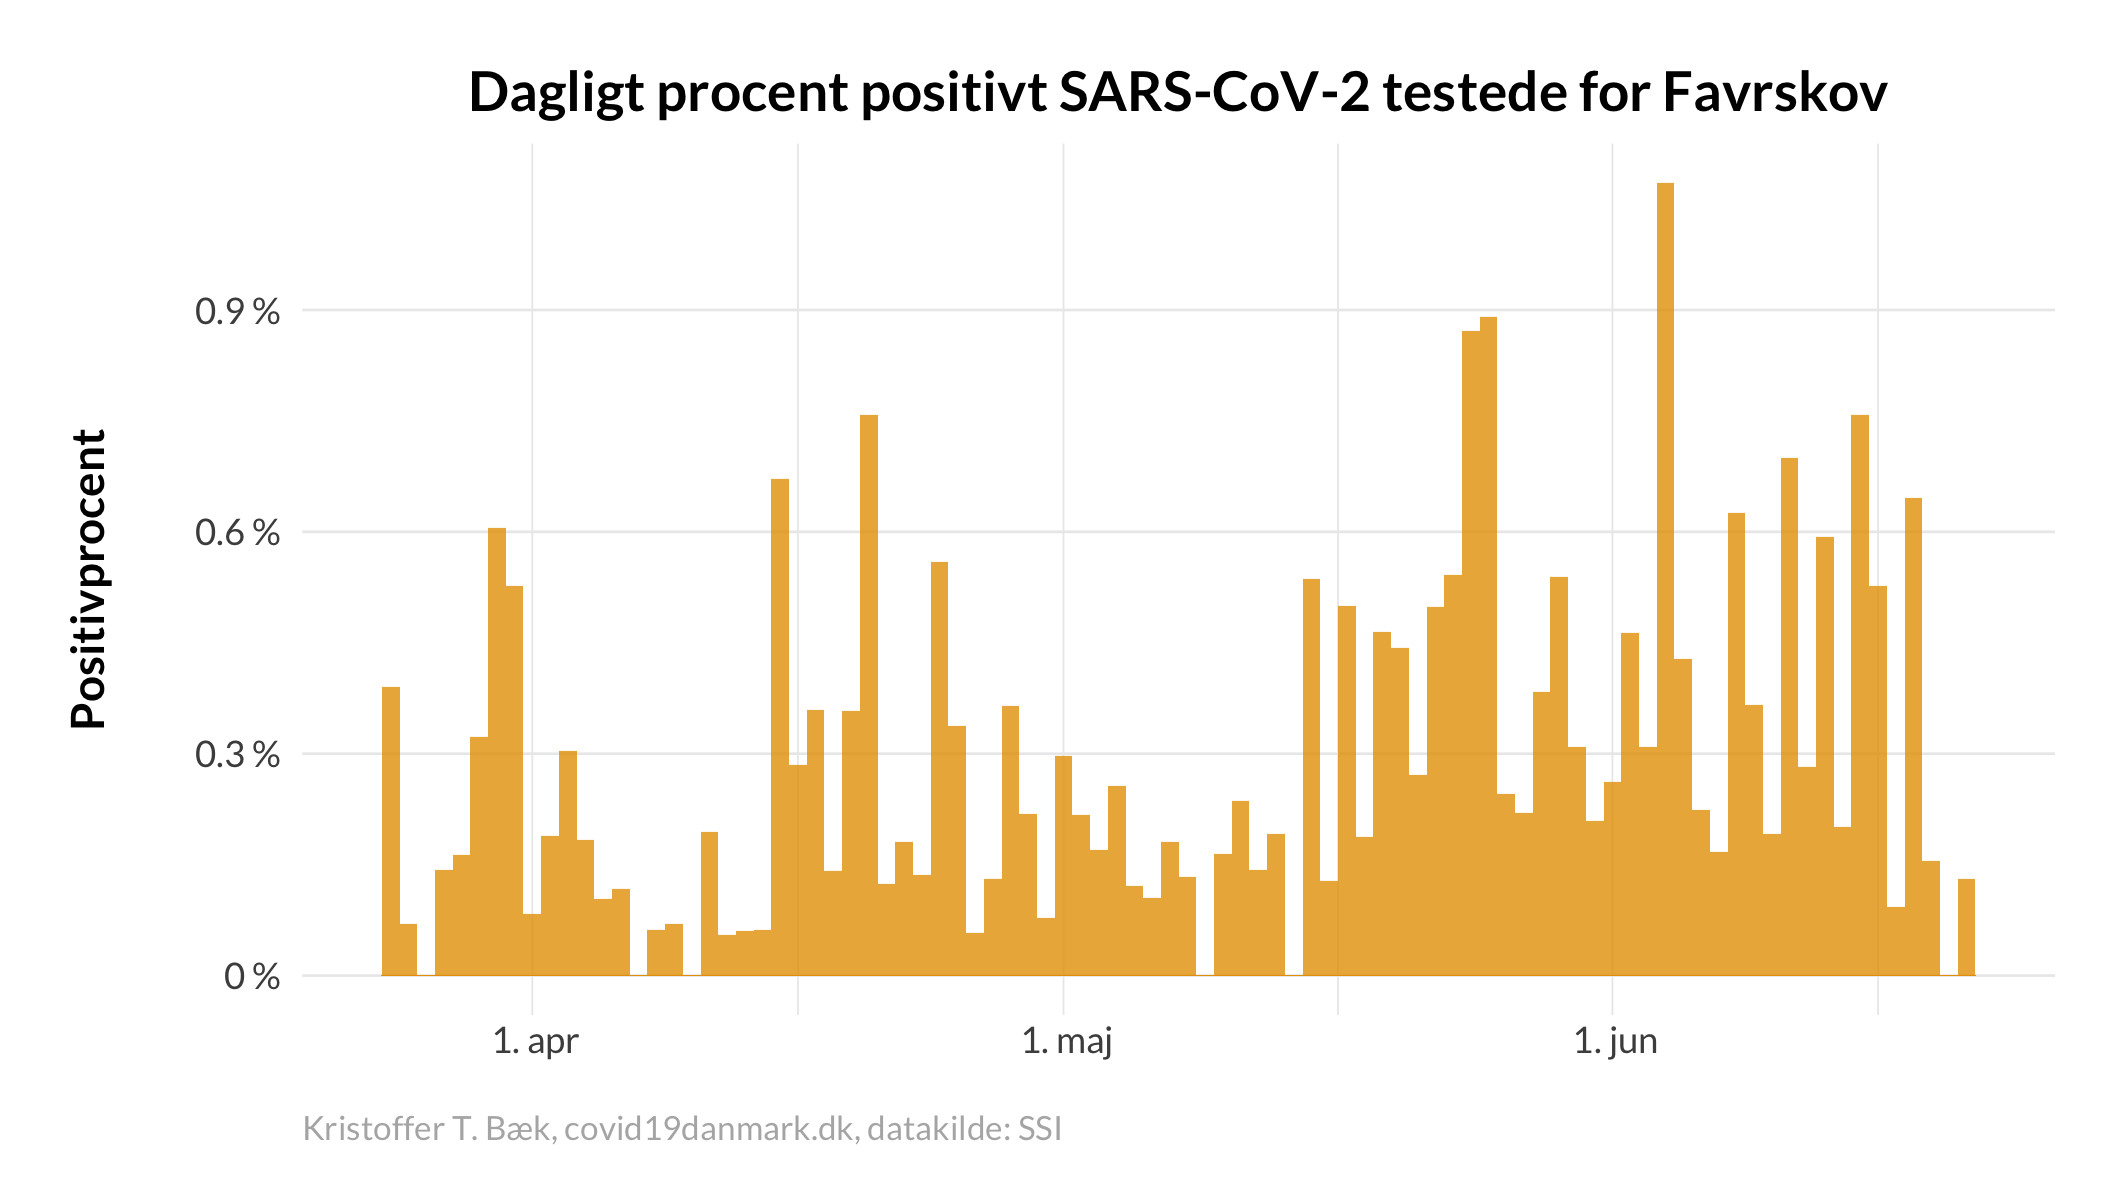 Dagligt procent positivt SARS-CoV-2 testede for Favrskov
Positivprocent
0.9 %
0.6 %
0.3 %
0 %
1. apr
1. maj
1. jun
Kristoffer T. Bæk, covid19danmark.dk, datakilde: SSI